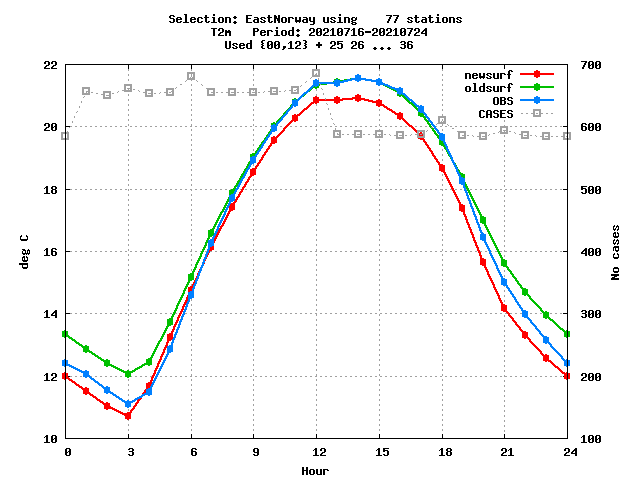 Selection: EastNorway using    77 stations
T2m   Period: 20210716-20210724
Used {00,12} + 25 26 ... 36
22
20
18
16
14
12
10
700
600
500
400
300
200
100
newsurf
oldsurf
OBS
CASES
deg C
No cases
0 3 6 9 12 15 18 21 24
Hour